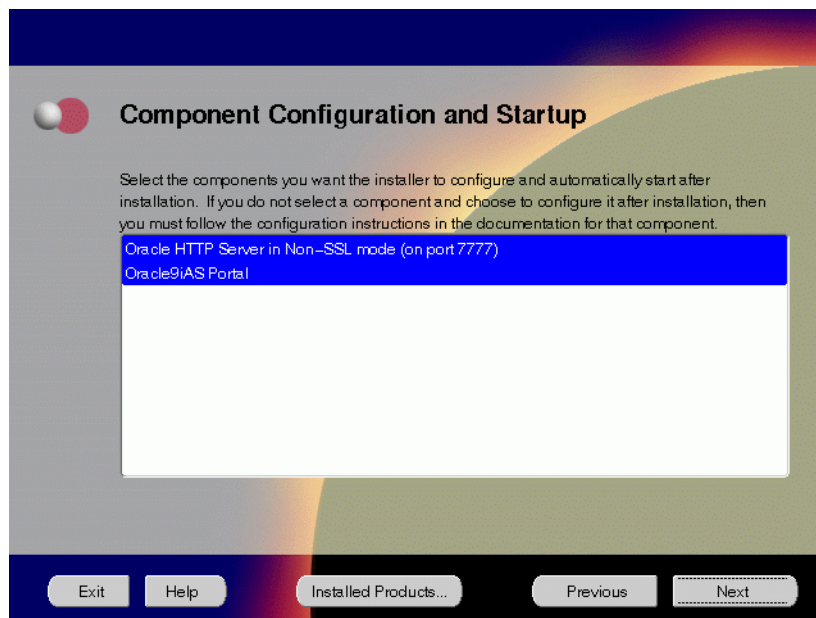 Component Configuration and Startup
Select the components you want the installer to configure and automatically start after
installation. If you do not select a component and choose to configure it after installation, then
you must follow the configuration instructions in the documentation for that component.
Oracle HTTP Server in Non-SSL mode (on port 7777)
Oracle9iAS Portal
Exit
Help
Installed Products...
Previous
Next